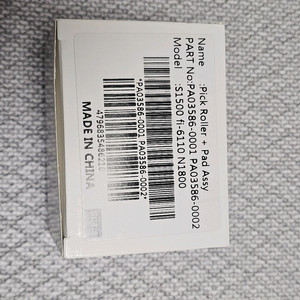 Name :Pick Roller + Pad Assy
PART No:PA03586-0001 PA03586-0002
Model :S1500 fi-6110 N1800
*PA03586-0001 PA03586-0002*
MADE IN CHINA